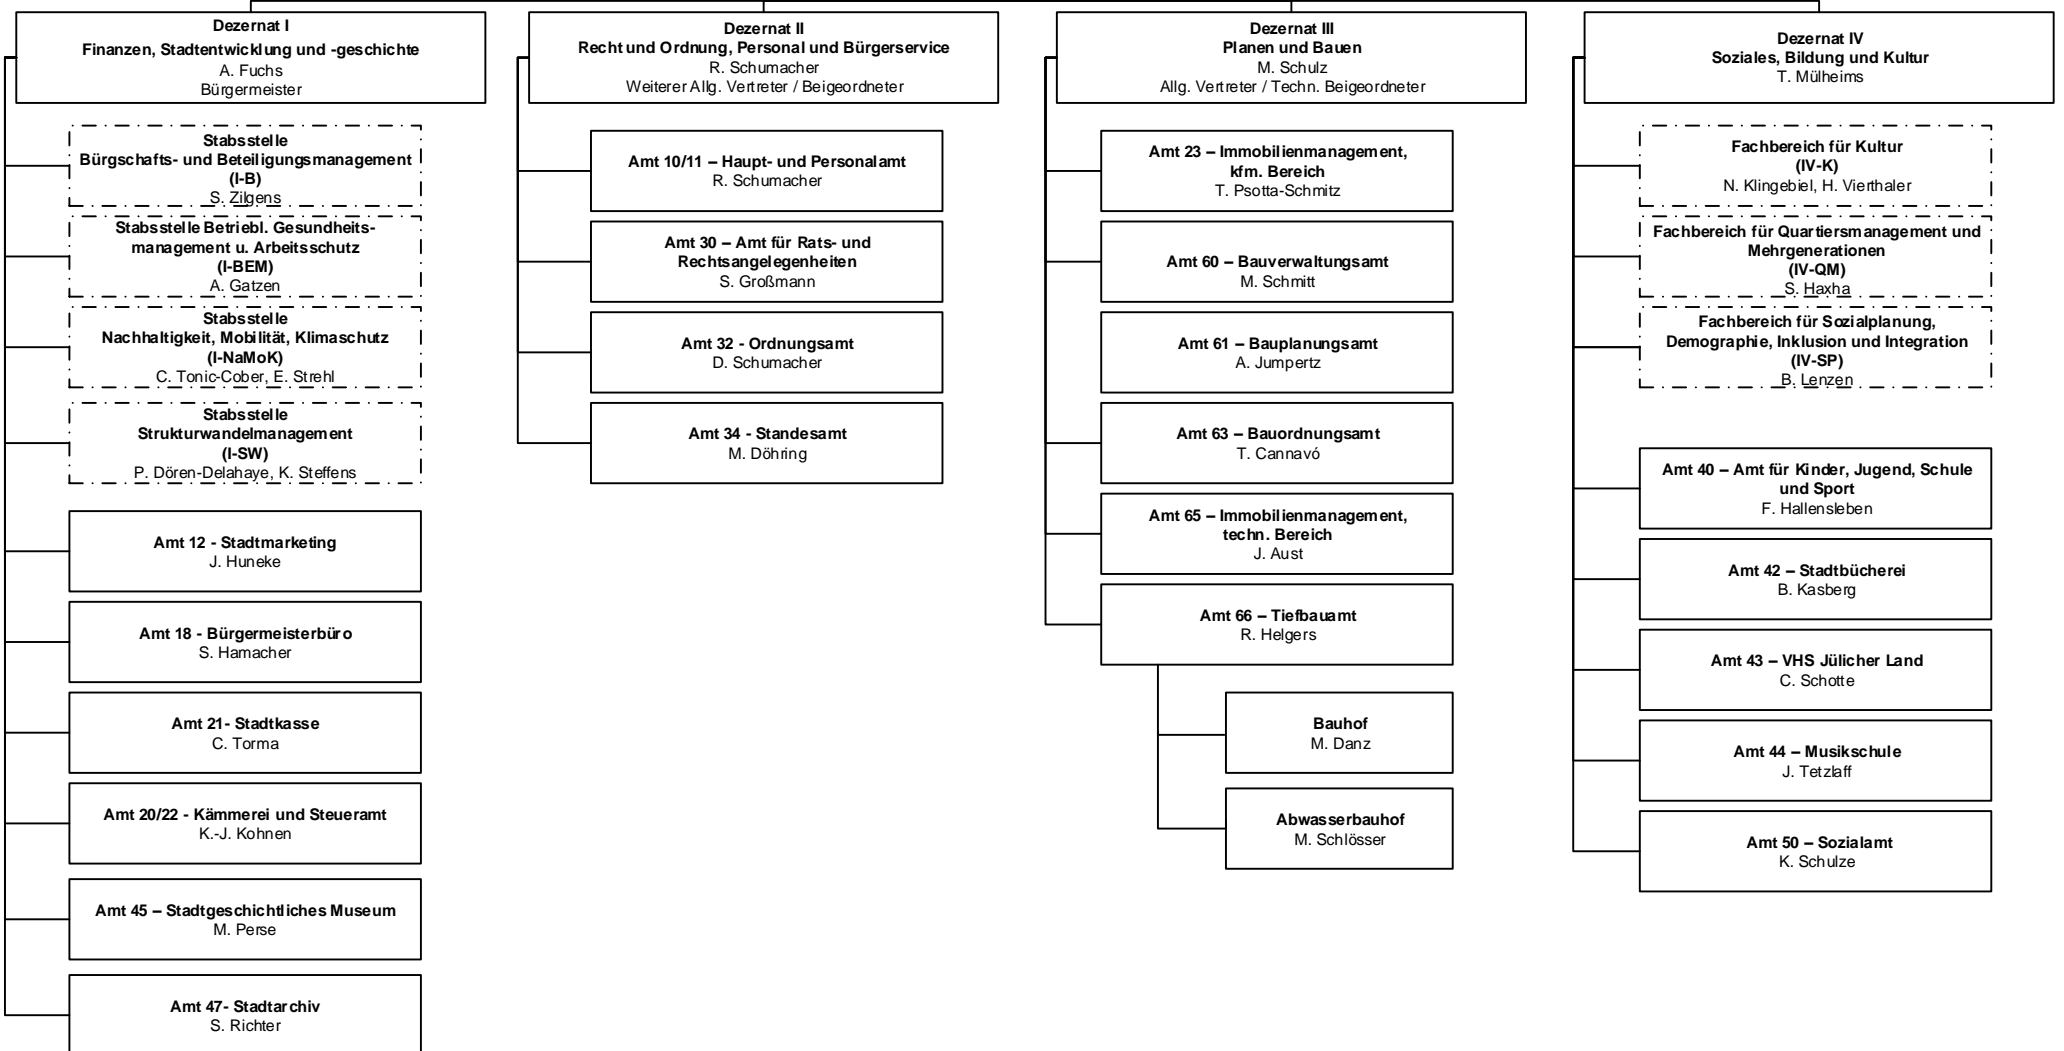 Dezernat I
Finanzen, Stadtentwicklung und -geschichte
A. Fuchs
Bürgermeister
Stabsstelle
Bürgschafts- und Beteiligungsmanagement
(I-B)
S. Zilgens
Stabsstelle Betriebl. Gesundheits-
management u. Arbeitsschutz
(I-BEM)
A. Gatzen
Stabsstelle
Nachhaltigkeit, Mobilität, Klimaschutz
(I-NaMoK)
C. Tonic-Cober, E. Strehl
Stabsstelle
Strukturwandelmanagement
(I-SW)
P. Dören-Delahaye, K. Steffens
Amt 12 - Stadtmarketing
J. Huneke
Amt 18 - Bürgermeisterbüro
S. Hamacher
Amt 21- Stadtkasse
C. Torma
Amt 20/22 - Kämmerei und Steueramt
K.-J. Kohnen
Amt 45 – Stadtgeschichtliches Museum
M. Perse
Amt 47- Stadtarchiv
S. Richter
Dezernat II
Recht und Ordnung, Personal und Bürgerservice
R. Schumacher
Weiterer Allg. Vertreter / Beigeordneter
Amt 10/11 – Haupt- und Personalamt
R. Schumacher
Amt 30 – Amt für Rats- und
Rechtsangelegenheiten
S. Großmann
Amt 32 - Ordnungsamt
D. Schumacher
Amt 34 - Standesamt
M. Döhring
Dezernat III
Planen und Bauen
M. Schulz
Allg. Vertreter / Techn. Beigeordneter
Amt 23 – Immobilienmanagement,
kfm. Bereich
T. Psotta-Schmitz
Amt 60 – Bauverwaltungsamt
M. Schmitt
Amt 61 – Bauplanungsamt
A. Jumpertz
Amt 63 – Bauordnungsamt
T. Cannavó
Amt 65 – Immobilienmanagement,
techn. Bereich
J. Aust
Amt 66 – Tiefbauamt
R. Helgers
Bauhof
M. Danz
Abwasserbauhof
M. Schlösser
Dezernat IV
Soziales, Bildung und Kultur
T. Mülheims
Fachbereich für Kultur
(IV-K)
N. Klingebiel, H. Vierthaler
Fachbereich für Quartiersmanagement und
Mehrgenerationen
(IV-QM)
S. Haxha
Fachbereich für Sozialplanung,
Demographie, Inklusion und Integration
(IV-SP)
B. Lenzen
Amt 40 – Amt für Kinder, Jugend, Schule
und Sport
F. Hallensleben
Amt 42 – Stadtbücherei
B. Kasberg
Amt 43 – VHS Jülicher Land
C. Schotte
Amt 44 – Musikschule
J. Tetzlaff
Amt 50 – Sozialamt
K. Schulze